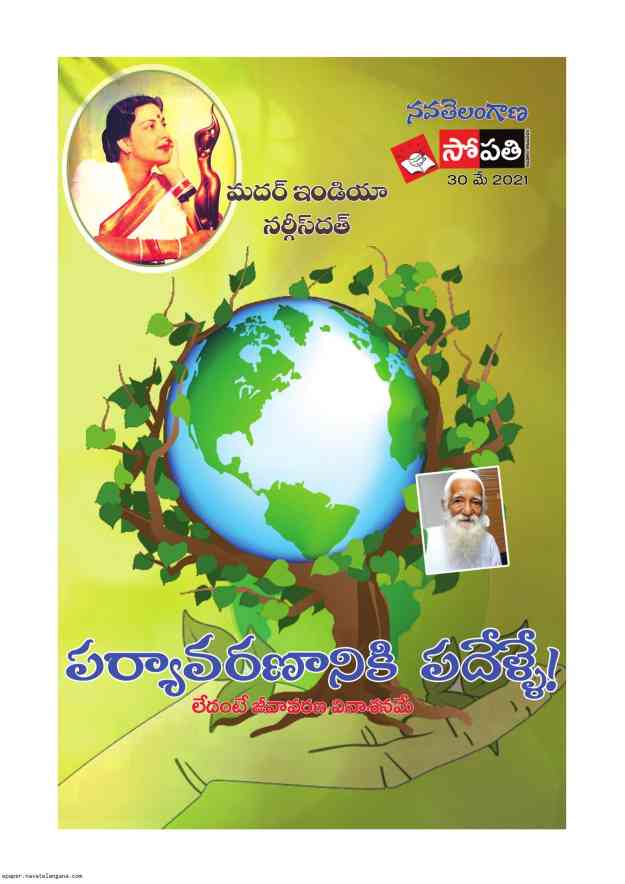 నవతెలంగాణ
సోపతి
30 మే 2021
మదర్ ఇండియా
నర్గీస్‌దత్
పర్యావరణానికి పదేళ్ళే!
లేదంటే జీవావరణ వినాశనమే
epaper.navatelangana.com